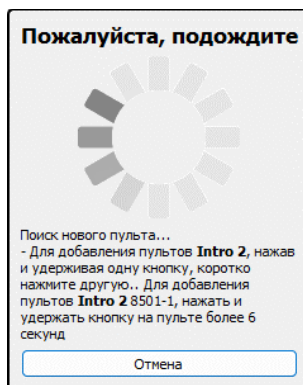 Пожалуйста, подождите
Поиск нового пульта...
- Для добавления пультов Intro 2, нажав
и удерживая одну кнопку, коротко
нажмите другую.. Для добавления
пультов Intro 2 8501-1, нажать и
удержать кнопку на пульте более 6
секунд
Отмена